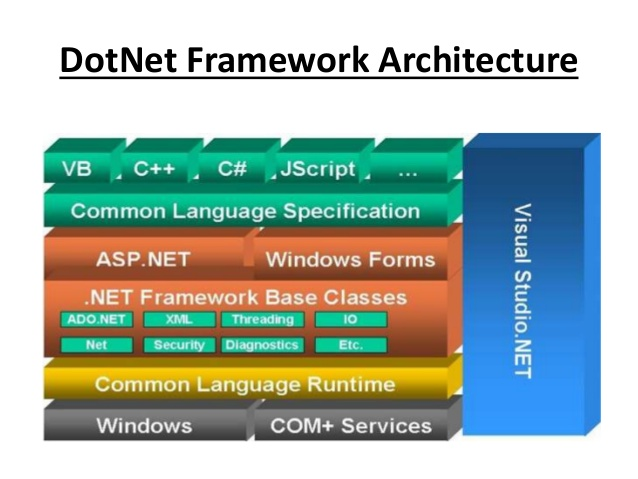 DotNet Framework Architecture
VB C++ C# JScript ...
Common Language Specification
ASP.NET Windows Forms
.NET Framework Base Classes
ADO.NET XML Threading IO
Net Security Diagnostics Etc.
Common Language Runtime
Windows COM+ Services
Visual Studio.NET